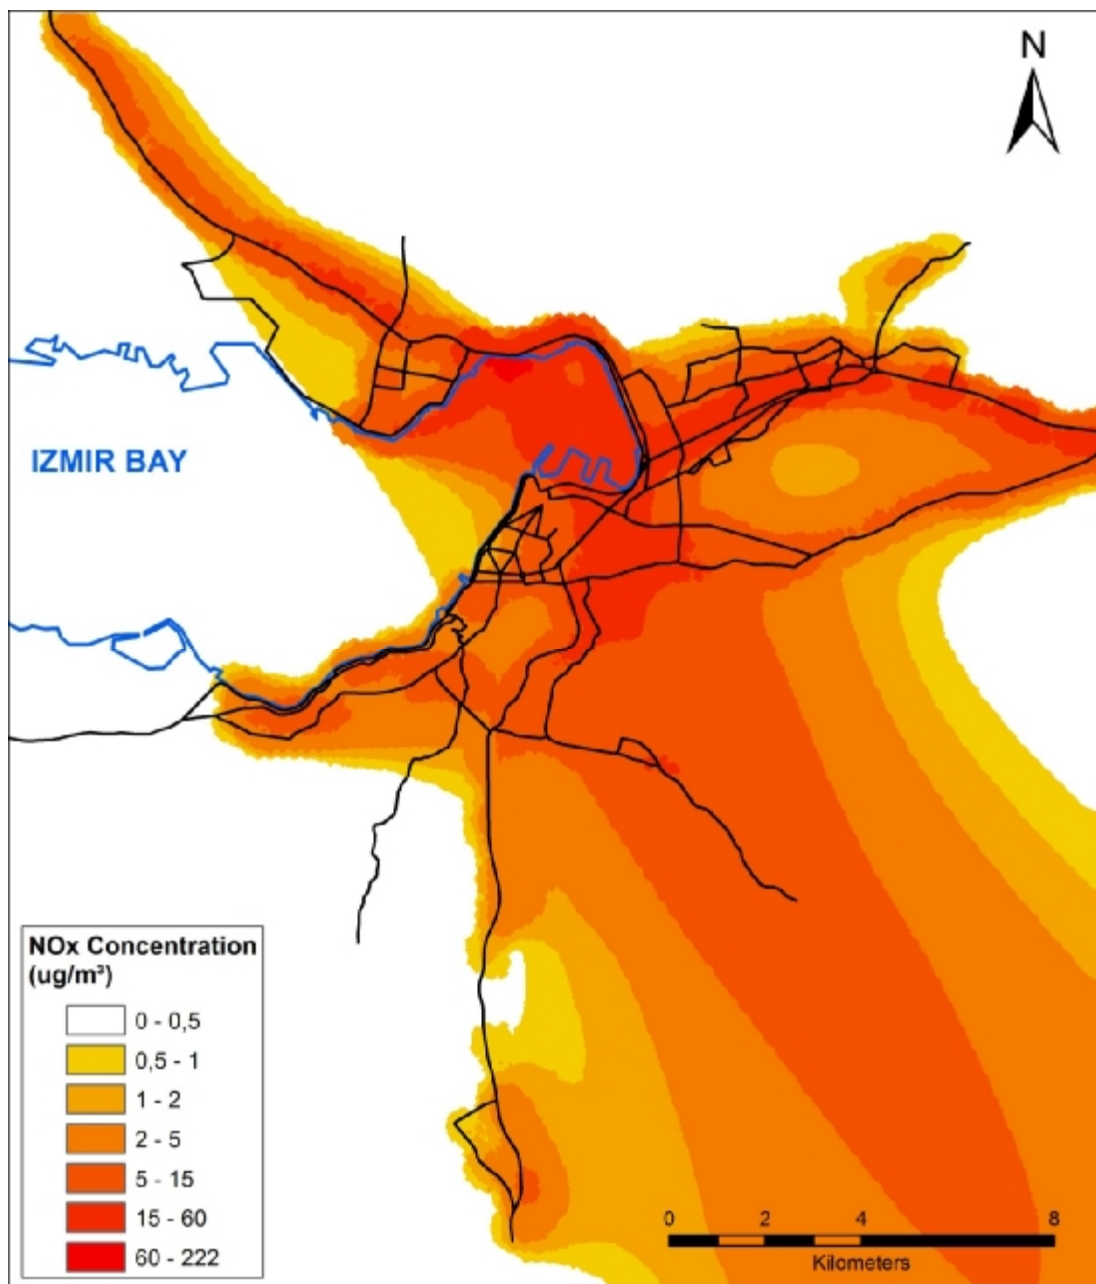 N
IZMIR BAY
NOx Concentration
(ug/m³)
0 - 0,5
0,5 - 1
1 - 2
2 - 5
5 - 15
15 - 60
60 - 222
0 2 4 8
Kilometers